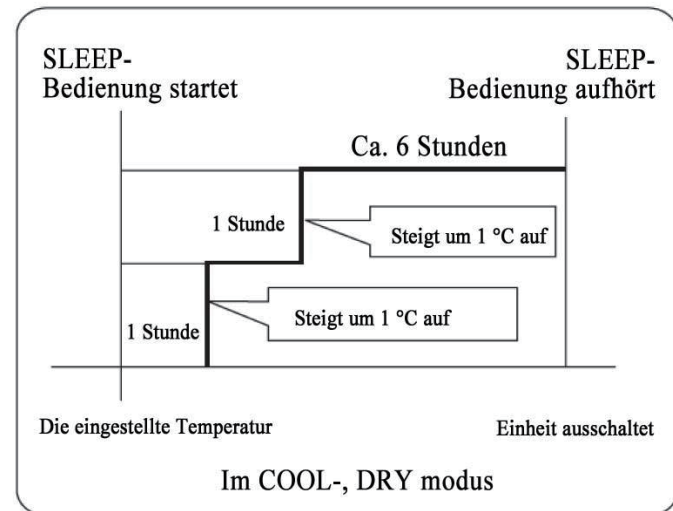 SLEEP-
Bedienung startet
SLEEP-
Bedienung aufhört
Ca. 6 Stunden
1 Stunde
Steigt um 1 °C auf
1 Stunde
Steigt um 1 °C auf
Die eingestellte Temperatur
Einheit ausschaltet
Im COOL-, DRY modus